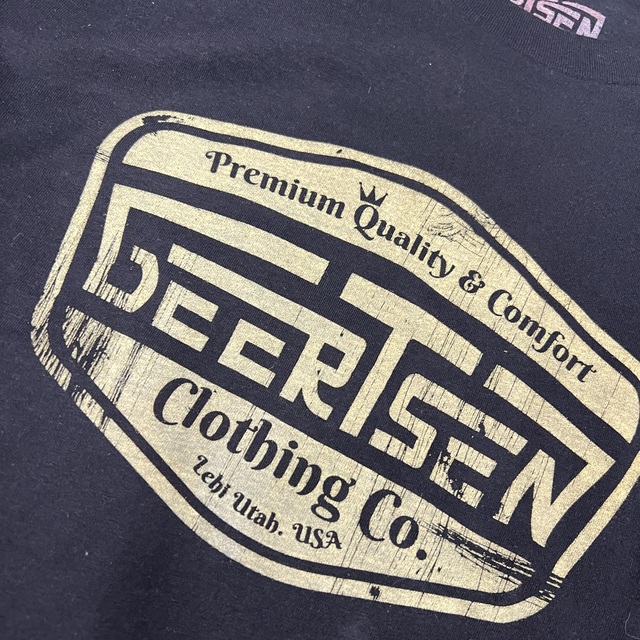 Premium Quality & Comfort
DEERTSEN
Clothing Co.
Lehi Utah. USA